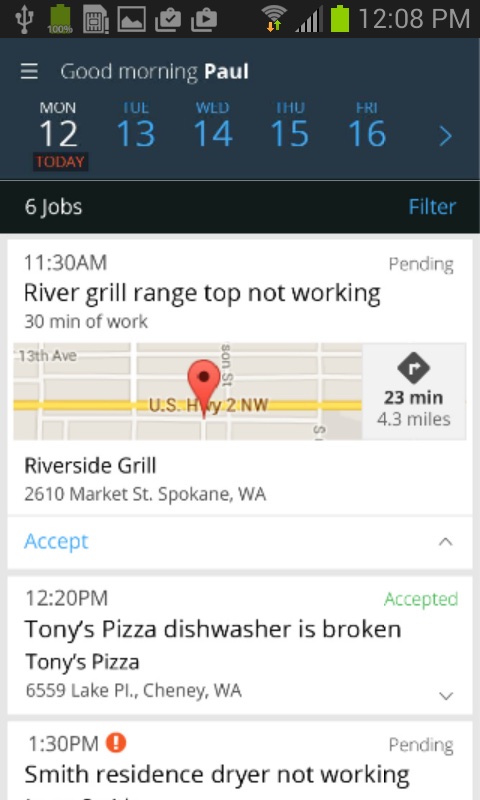 100%
12:08 PM
Good morning Paul
MON TUE WED THU FRI
12 13 14 15 16
TODAY
6 Jobs Filter
11:30AM Pending
River grill range top not working
30 min of work
13th Ave
son St
U.S. Hwy 2 NW
23 min
4.3 miles
Riverside Grill
2610 Market St. Spokane, WA
Accept
12:20PM Accepted
Tony's Pizza dishwasher is broken
Tony's Pizza
6559 Lake Pl., Cheney, WA
1:30PM Pending
Smith residence dryer not working